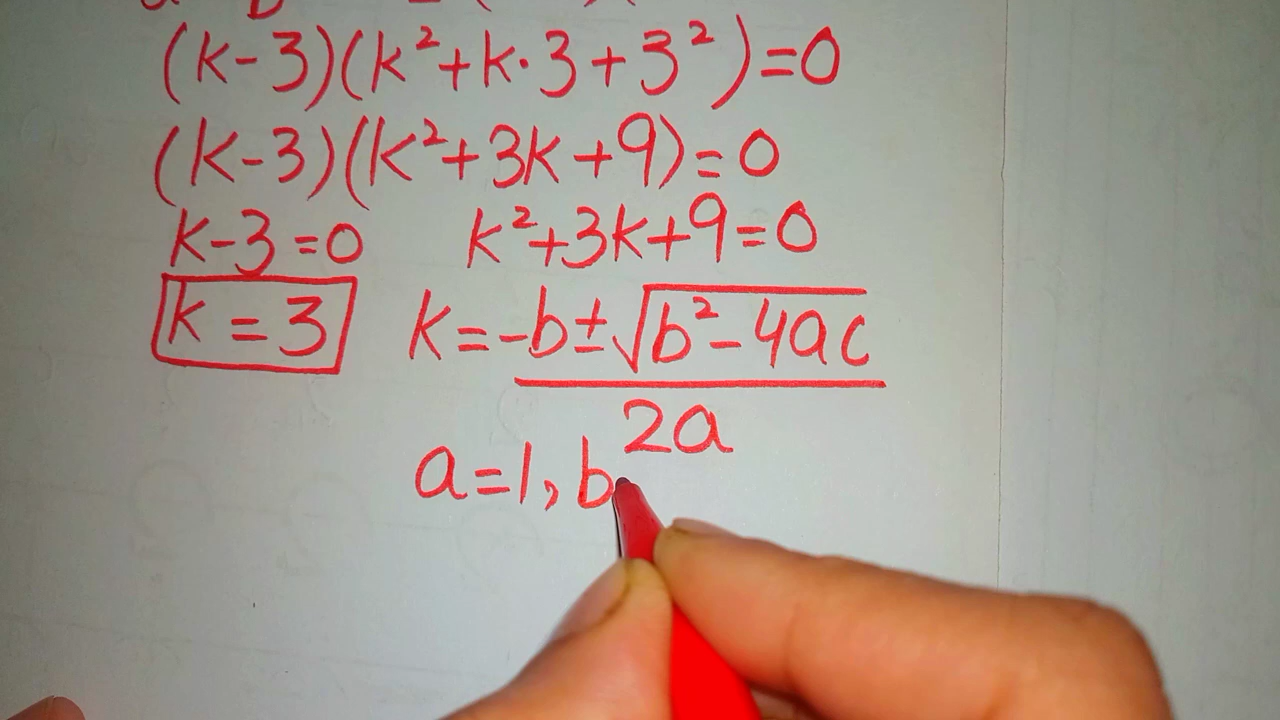 (k-3)(k²+k·3+3²)=0
(k-3)(k²+3k+9)=0
k-3=0 k²+3k+9=0
k=3 k=-b±√b²-4ac
2a
a=1, b